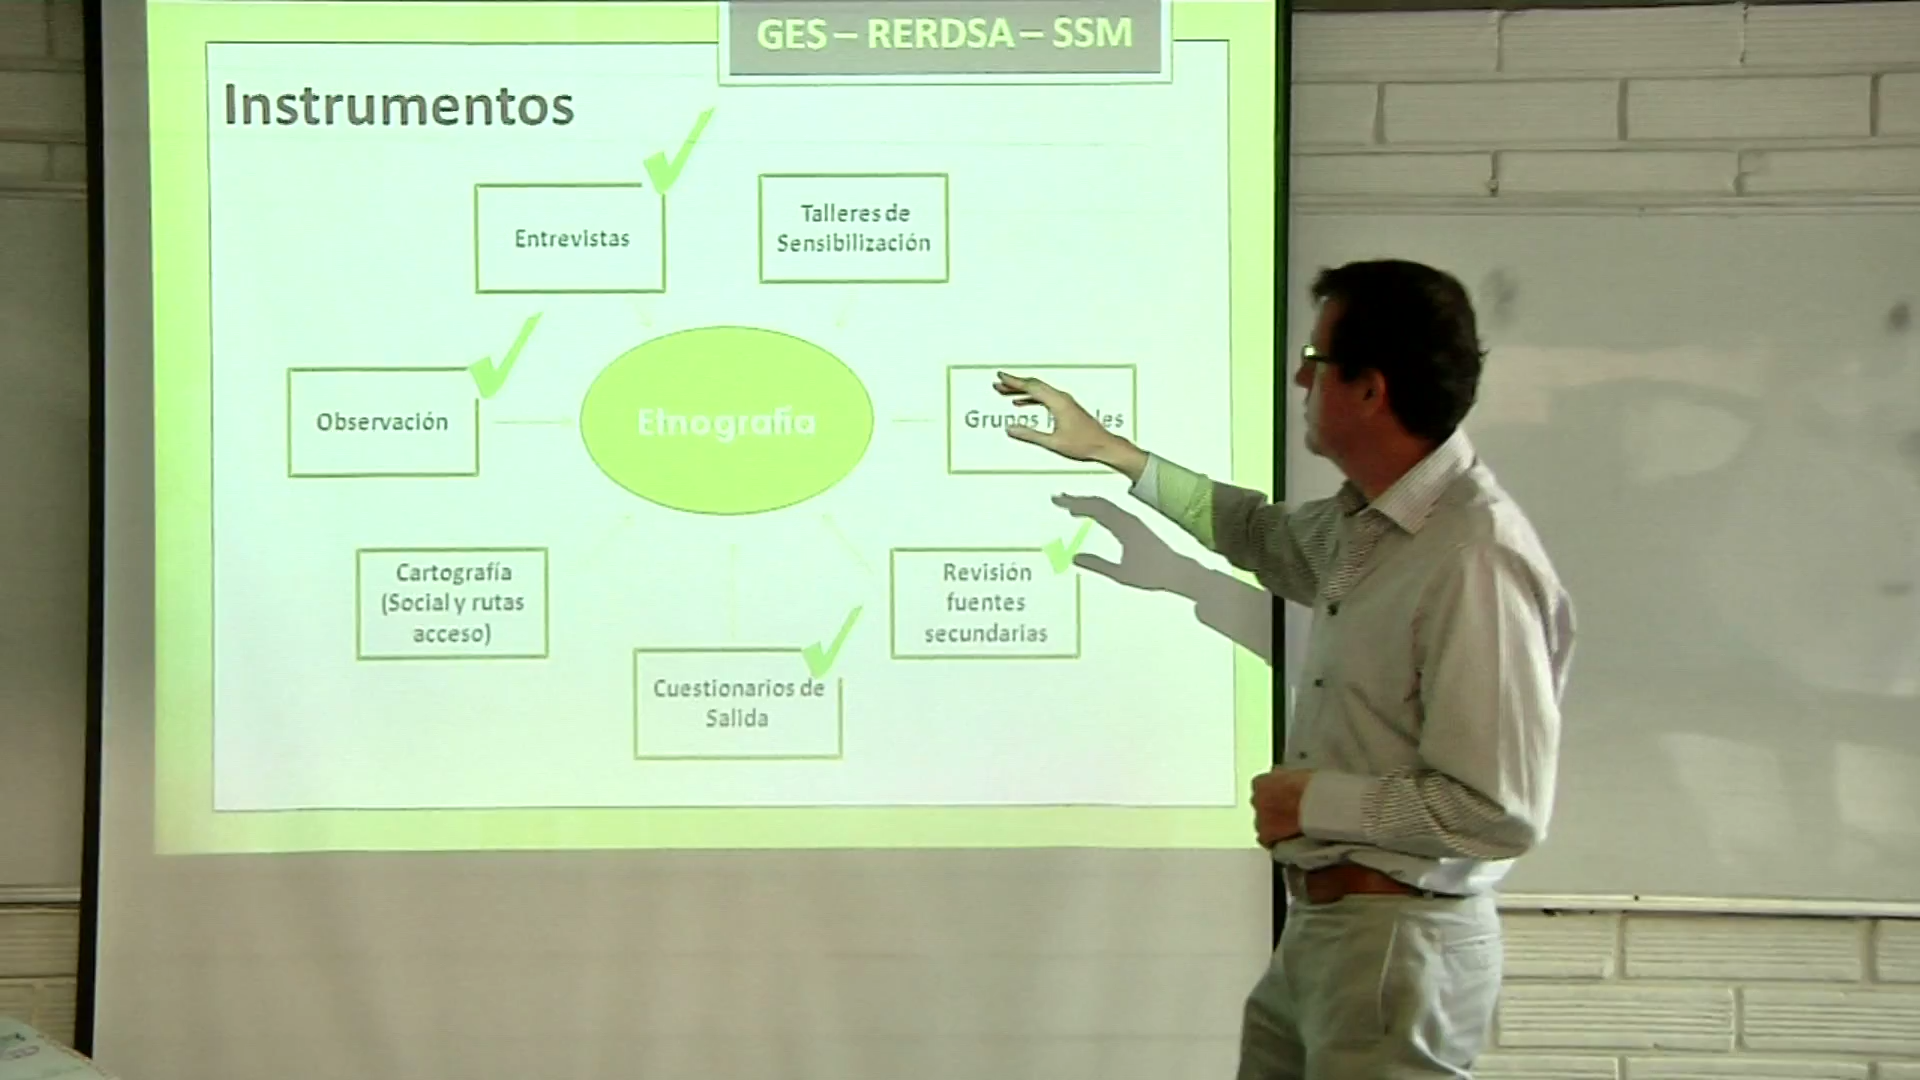 GES – RERDSA – SSM
Instrumentos
Entrevistas
Talleres de
Sensibilización
Observación
Etnografía
Grupos
Cartografía
(Social y rutas
acceso)
Revisión
fuentes
secundarias
Cuestionarios de
Salida